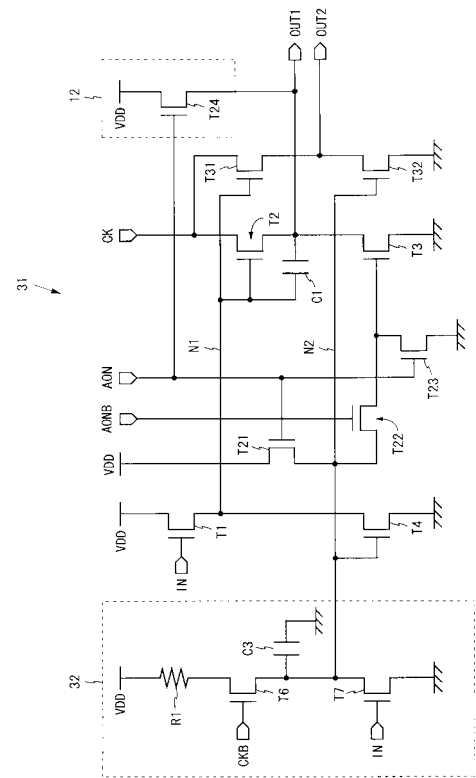 31
12
VDD
T24
OUT1
OUT2
CK
T31
T32
T2
T3
C1
N1
N2
AON
AONB
T23
VDD
T21
T22
VDD
IN
T1
T4
32
VDD
R1
C3
CKB
T6
IN
T7